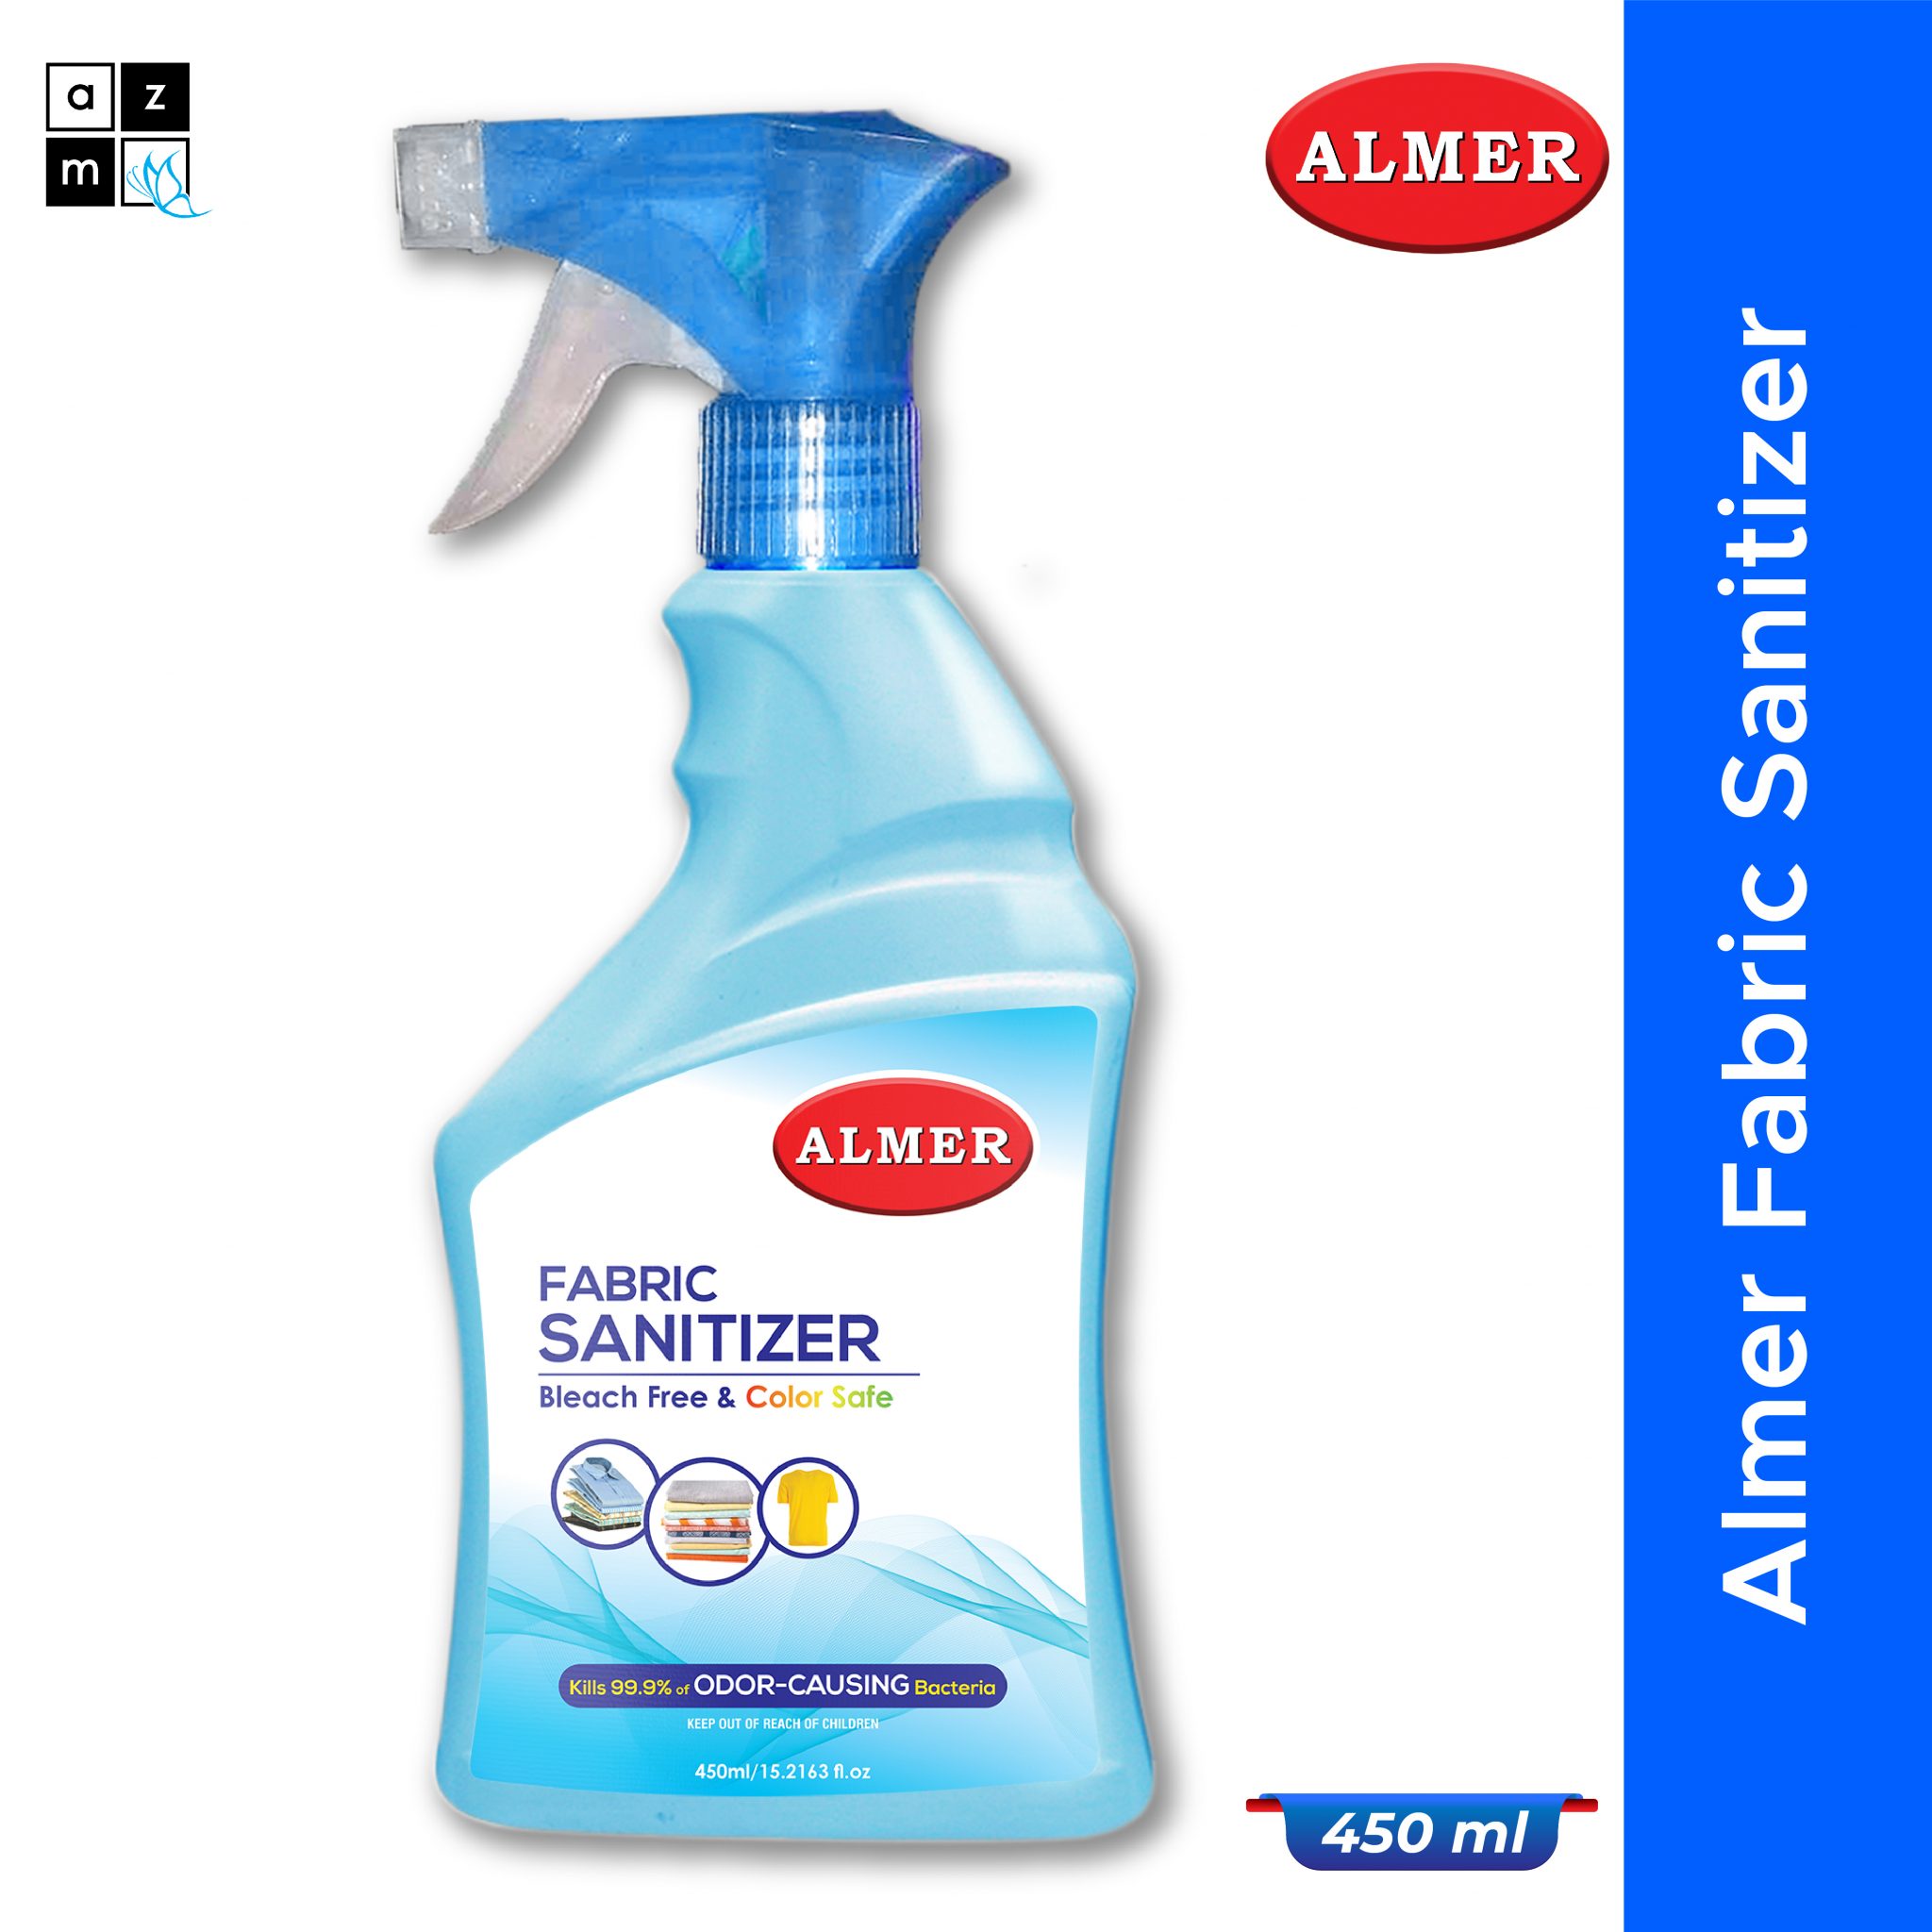 a z
m
ALMER
ALMER
FABRIC
SANITIZER
Bleach Free & Color Safe
Kills 99.9% of ODOR-CAUSING Bacteria
KEEP OUT OF REACH OF CHILDREN
450ml/15.2163 fl.oz
450 ml
Almer Fabric Sanitizer